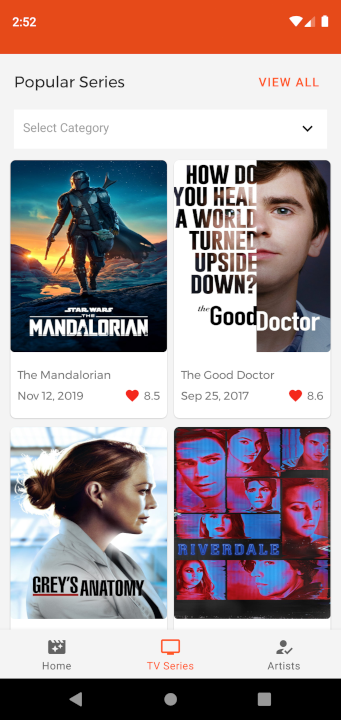 2:52
Popular Series
VIEW ALL
Select Category
STAR WARS
THE
MANDALORIAN
HOW DO
YOU HEAL
A WORLD
TURNED
UPSIDE
DOWN?
the Good Doctor
The Mandalorian
Nov 12, 2019
8.5
The Good Doctor
Sep 25, 2017
8.6
GREY'S ANATOMY
RIVERDALE
Home
TV Series
Artists